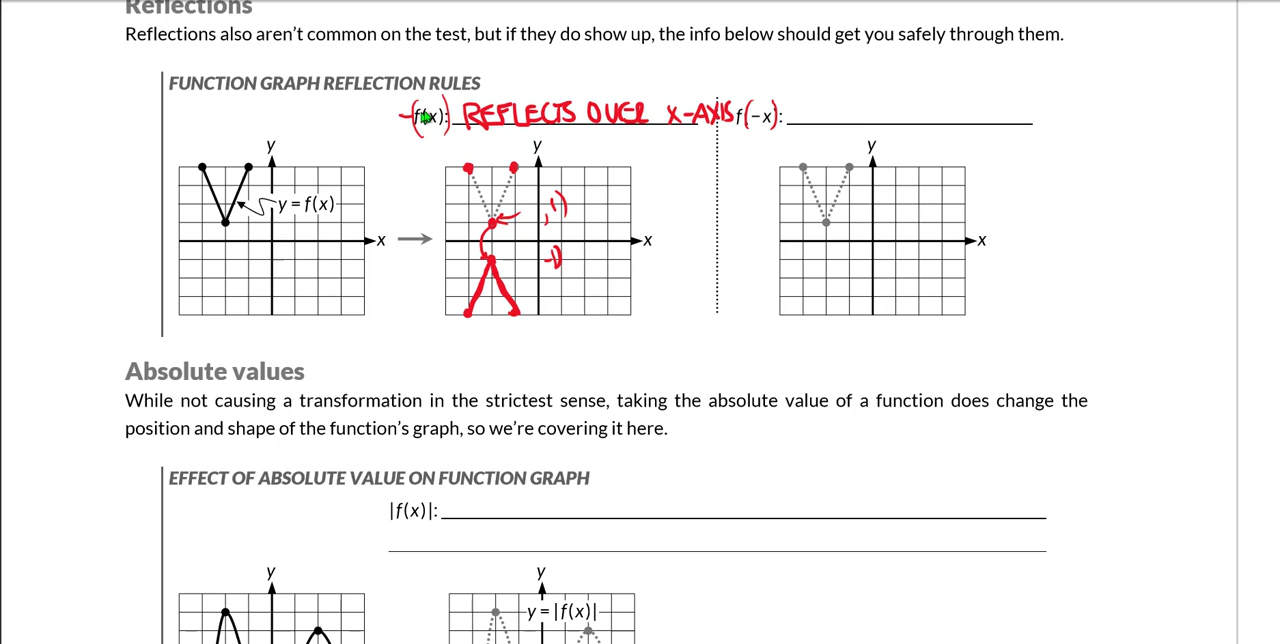 Reflections
Reflections also aren't common on the test, but if they do show up, the info below should get you safely through them.
FUNCTION GRAPH REFLECTION RULES
-(f(x): REFLECTS OVER X-AXIS f(-x):
y
y = f(x)
x
y
,1)
-1)
x
y
x
Absolute values
While not causing a transformation in the strictest sense, taking the absolute value of a function does change the
position and shape of the function's graph, so we're covering it here.
EFFECT OF ABSOLUTE VALUE ON FUNCTION GRAPH
|f(x)|:
y
y
y = |f(x)|